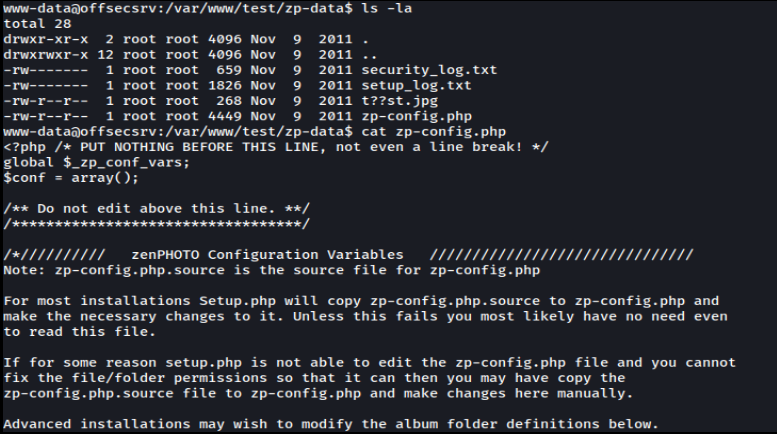 www-data@offsecsrv:/var/www/test/zp-data$ ls -la
total 28
drwxr-xr-x  2 root root 4096 Nov  9  2011 .
drwxrwxr-x 12 root root 4096 Nov  9  2011 ..
-rw-------  1 root root  659 Nov  9  2011 security_log.txt
-rw-------  1 root root 1826 Nov  9  2011 setup_log.txt
-rw-r--r--  1 root root  268 Nov  9  2011 t??st.jpg
-rw-r--r--  1 root root 4449 Nov  9  2011 zp-config.php
www-data@offsecsrv:/var/www/test/zp-data$ cat zp-config.php
<?php /* PUT NOTHING BEFORE THIS LINE, not even a line break! */
global $_zp_conf_vars;
$conf = array();
/** Do not edit above this line. **/
/**********************************/
/*//////////   zenPHOTO Configuration Variables   ///////////////////////////////
Note: zp-config.php.source is the source file for zp-config.php
For most installations Setup.php will copy zp-config.php.source to zp-config.php and
make the necessary changes to it. Unless this fails you most likely have no need even
to read this file.
If for some reason setup.php is not able to edit the zp-config.php file and you cannot
fix the file/folder permissions so that it can then you may have copy the
zp-config.php.source file to zp-config.php and make changes here manually.
Advanced installations may wish to modify the album folder definitions below.